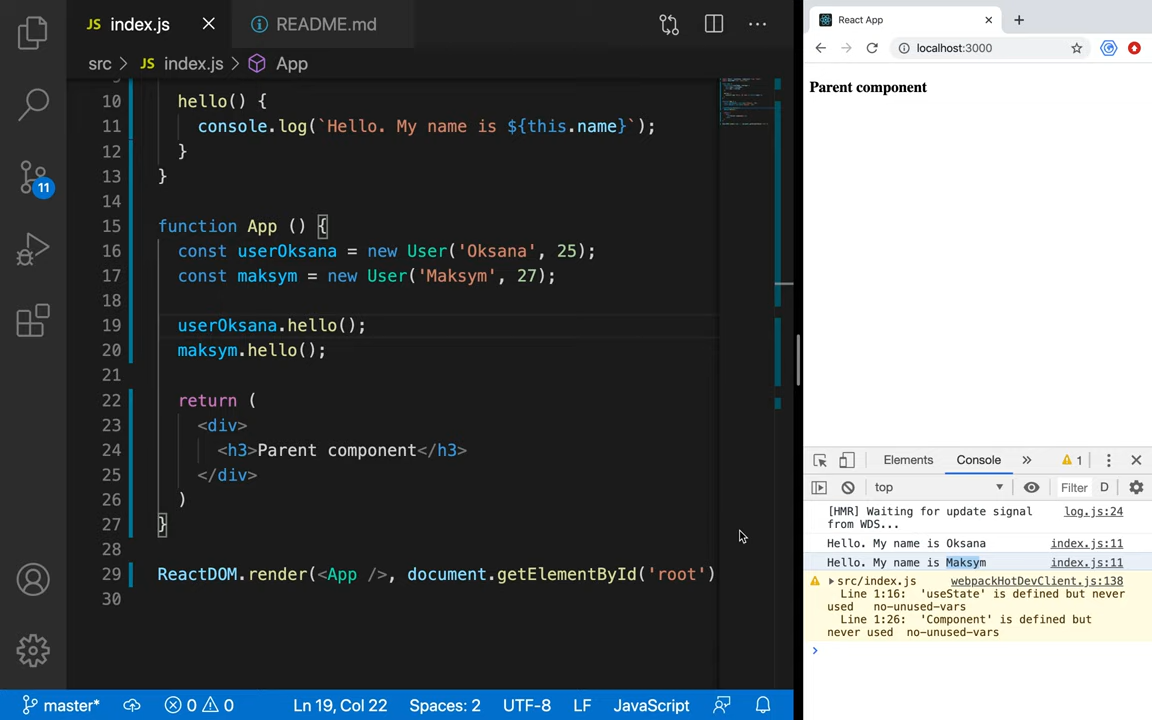 JS index.js
README.md
src > JS index.js > App
9
10 hello() {
11 console.log(`Hello. My name is ${this.name}`);
12 }
13 }
14
15 function App () {
16 const userOksana = new User('Oksana', 25);
17 const maksym = new User('Maksym', 27);
18
19 userOksana.hello();
20 maksym.hello();
21
22 return (
23 <div>
24 <h3>Parent component</h3>
25 </div>
26 )
27 }
28
29 ReactDOM.render(<App />, document.getElementById('root')
30
11
master*
0 0
Ln 19, Col 22
Spaces: 2
UTF-8
LF
JavaScript
React App
localhost:3000
Parent component
Elements
Console
1
top
Filter
D
[HMR] Waiting for update signal log.js:24
from WDS...
Hello. My name is Oksana index.js:11
Hello. My name is Maksym index.js:11
src/index.js webpackHotDevClient.js:138
Line 1:16: 'useState' is defined but never
used no-unused-vars
Line 1:26: 'Component' is defined but
never used no-unused-vars